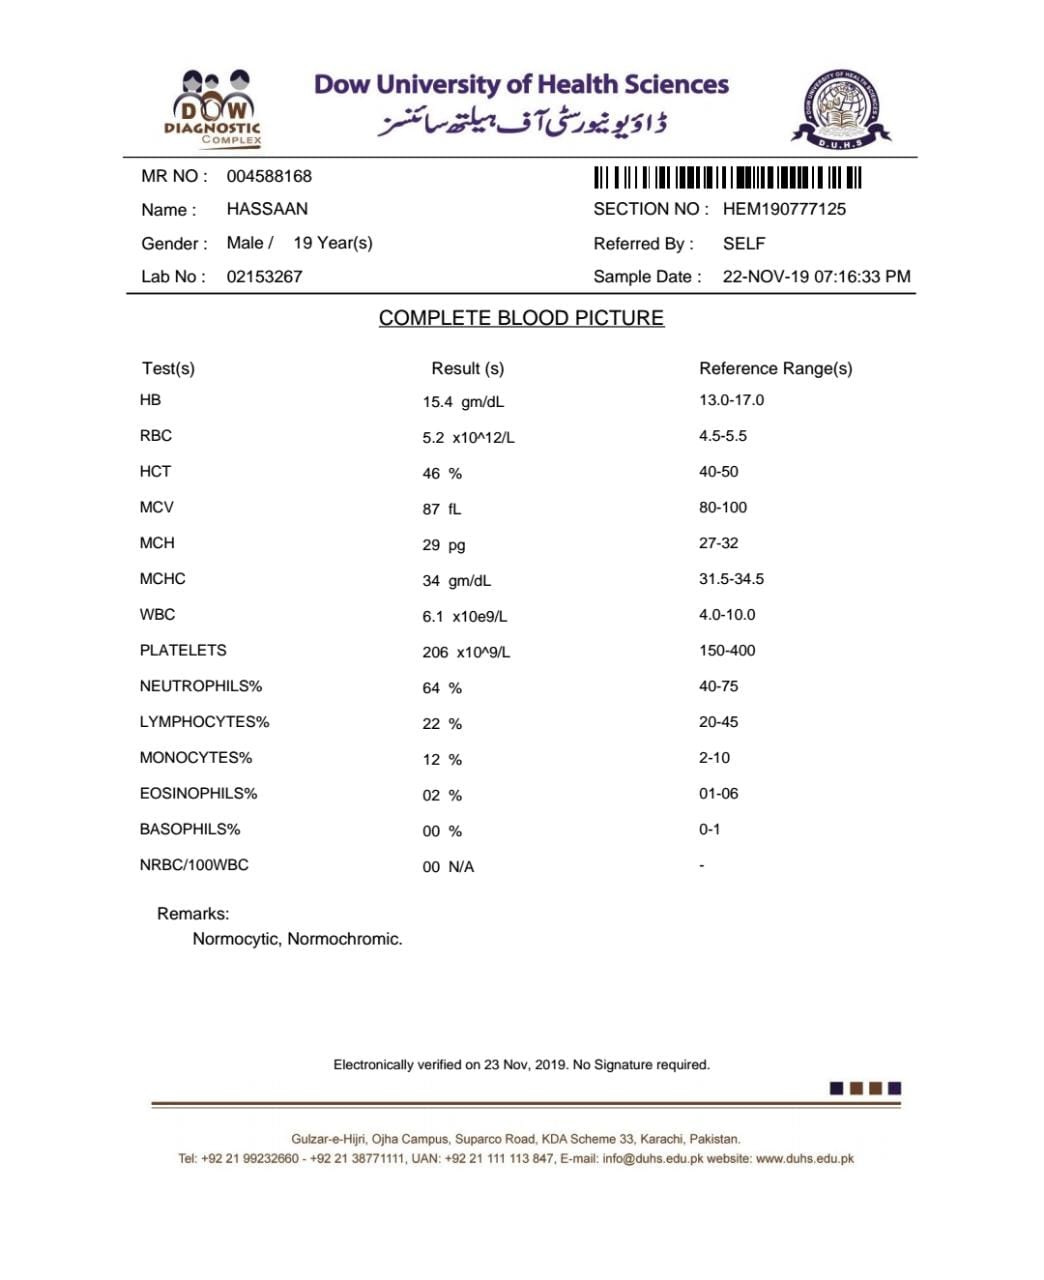 DOW
DIAGNOSTIC
COMPLEX
Dow University of Health Sciences
ڈاؤ یونیورسٹی آف ہیلتھ سائنسز
D.U.H.S
MR NO : 004588168
Name : HASSAAN
SECTION NO : HEM190777125
Gender : Male / 19 Year(s)
Referred By : SELF
Lab No : 02153267
Sample Date : 22-NOV-19 07:16:33 PM
COMPLETE BLOOD PICTURE
Test(s) Result (s) Reference Range(s)
HB 15.4 gm/dL 13.0-17.0
RBC 5.2 x10^12/L 4.5-5.5
HCT 46 % 40-50
MCV 87 fL 80-100
MCH 29 pg 27-32
MCHC 34 gm/dL 31.5-34.5
WBC 6.1 x10e9/L 4.0-10.0
PLATELETS 206 x10^9/L 150-400
NEUTROPHILS% 64 % 40-75
LYMPHOCYTES% 22 % 20-45
MONOCYTES% 12 % 2-10
EOSINOPHILS% 02 % 01-06
BASOPHILS% 00 % 0-1
NRBC/100WBC 00 N/A -
Remarks:
Normocytic, Normochromic.
Electronically verified on 23 Nov, 2019. No Signature required.
Gulzar-e-Hijri, Ojha Campus, Suparco Road, KDA Scheme 33, Karachi, Pakistan.
Tel: +92 21 99232660 - +92 21 38771111, UAN: +92 21 111 113 847, E-mail: info@duhs.edu.pk website: www.duhs.edu.pk